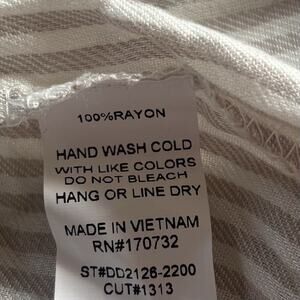 100%RAYON
HAND WASH COLD
WITH LIKE COLORS
DO NOT BLEACH
HANG OR LINE DRY
MADE IN VIETNAM
RN#170732
ST#DD2126-2200
CUT#1313